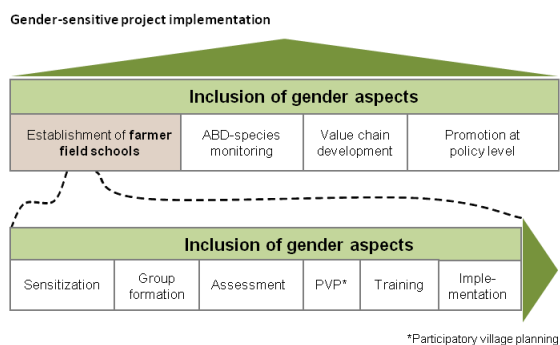 Gender-sensitive project implementation
Inclusion of gender aspects
Establishment of farmer
field schools
ABD-species
monitoring
Value chain
development
Promotion at
policy level
Inclusion of gender aspects
Sensitization
Group
formation
Assessment
PVP*
Training
Imple-
mentation
*Participatory village planning